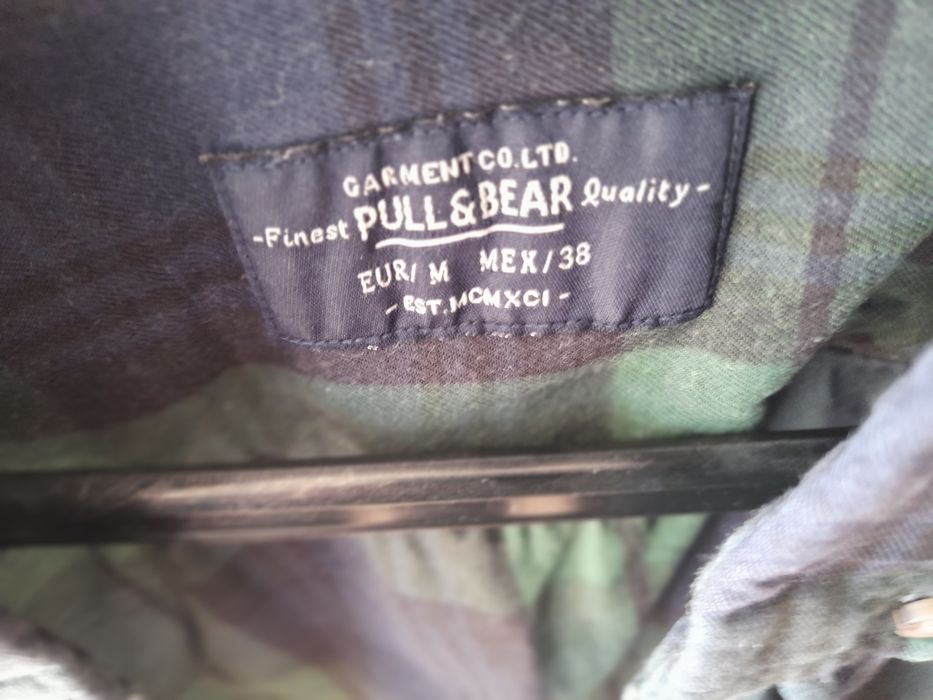 GARMENT CO.LTD.
-Finest PULL&BEAR Quality-
EUR/ M MEX/38
- EST.MCMXCI -